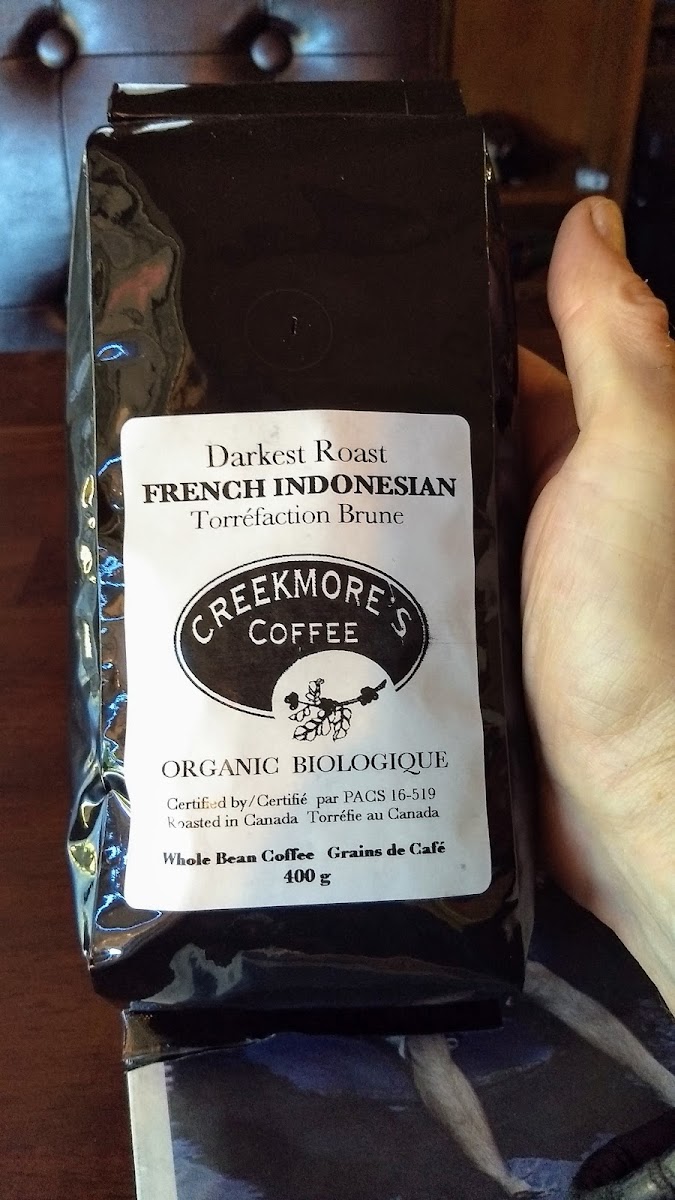 Darkest Roast
FRENCH INDONESIAN
Torréfaction Brune
CREEKMORE'S
COFFEE
ORGANIC BIOLOGIQUE
Certified by/Certifié par PACS 16-519
Roasted in Canada Torréfie au Canada
Whole Bean Coffee Grains de Café
400 g